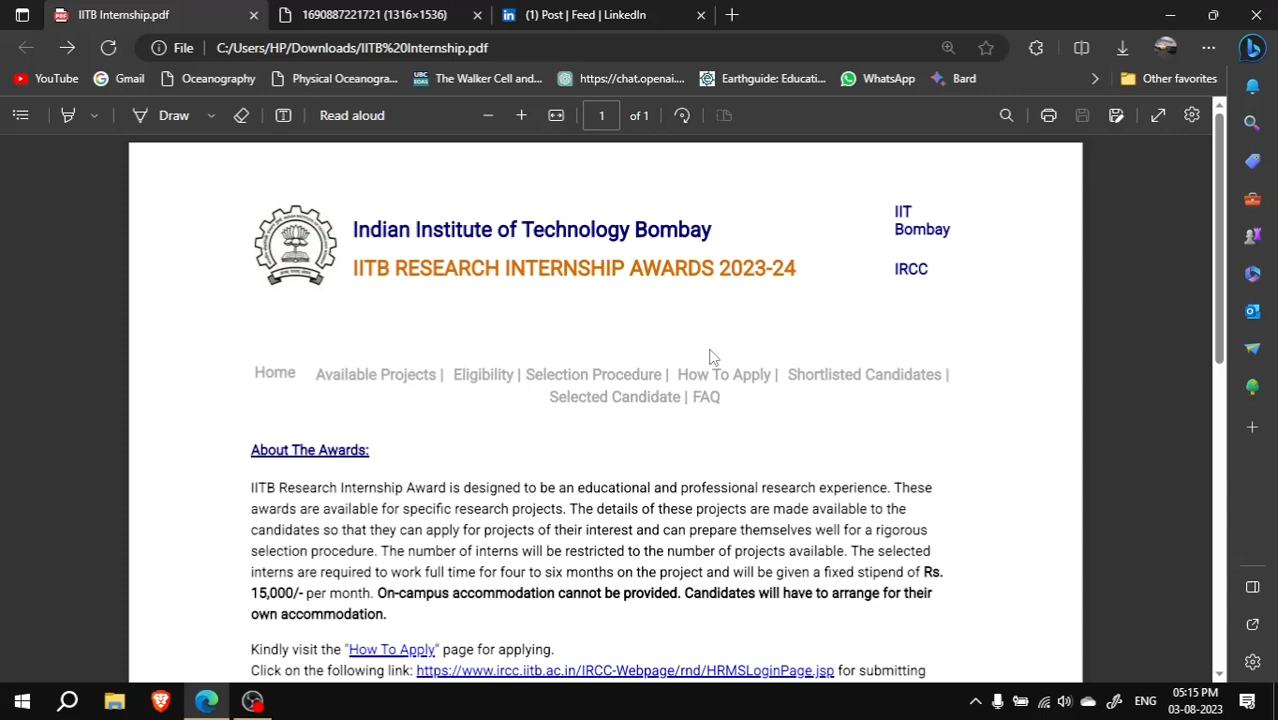 IITB Internship.pdf
1690887221721 (1316×1536)
(1) Post | Feed | LinkedIn
File
C:/Users/HP/Downloads/IITB%20Internship.pdf
YouTube
Gmail
Oceanography
Physical Oceanogra...
The Walker Cell and...
https://chat.openai....
Earthguide: Educati...
WhatsApp
Bard
Other favorites
Draw
Read aloud
1
of 1
Indian Institute of Technology Bombay
IITB RESEARCH INTERNSHIP AWARDS 2023-24
IIT
Bombay
IRCC
Home Available Projects | Eligibility | Selection Procedure | How To Apply | Shortlisted Candidates |
Selected Candidate | FAQ
About The Awards:
IITB Research Internship Award is designed to be an educational and professional research experience. These
awards are available for specific research projects. The details of these projects are made available to the
candidates so that they can apply for projects of their interest and can prepare themselves well for a rigorous
selection procedure. The number of interns will be restricted to the number of projects available. The selected
interns are required to work full time for four to six months on the project and will be given a fixed stipend of Rs.
15,000/- per month. On-campus accommodation cannot be provided. Candidates will have to arrange for their
own accommodation.
Kindly visit the "How To Apply" page for applying.
Click on the following link: https://www.ircc.iitb.ac.in/IRCC-Webpage/rnd/HRMSLoginPage.jsp for submitting
ENG
05:15 PM
03-08-2023